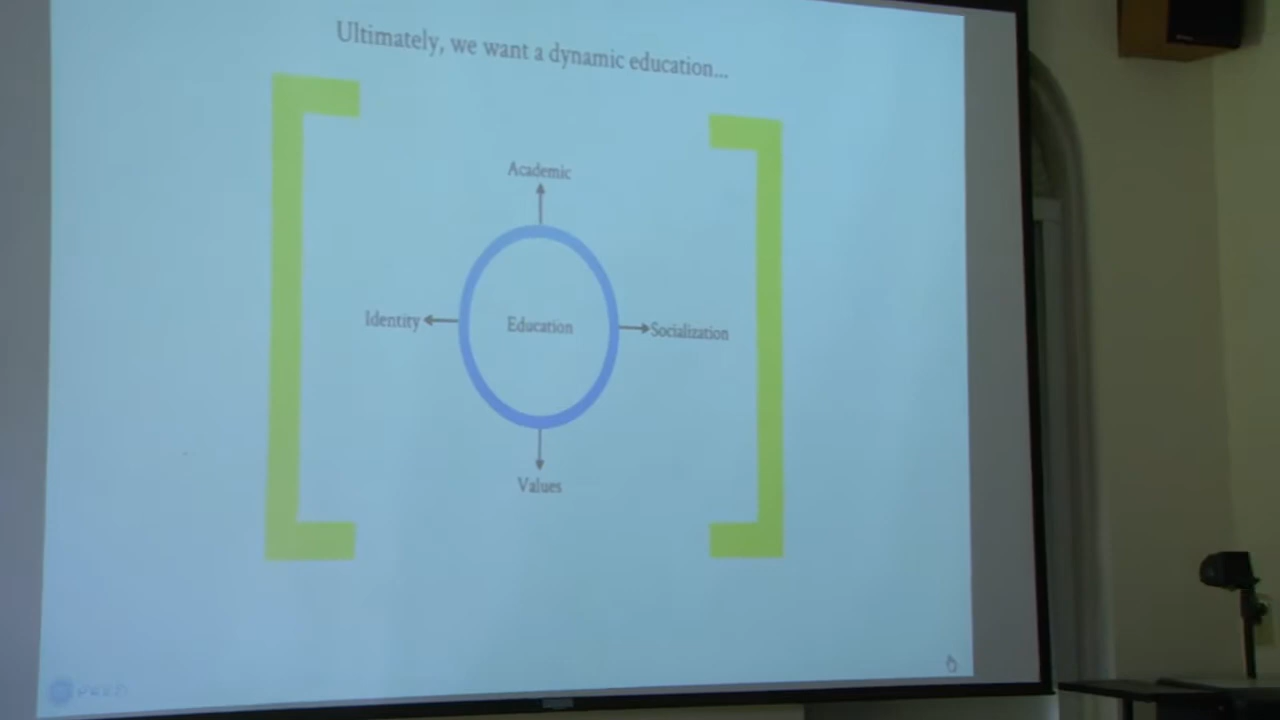 Ultimately, we want a dynamic education...
Academic
Identity
Education
Socialization
Values